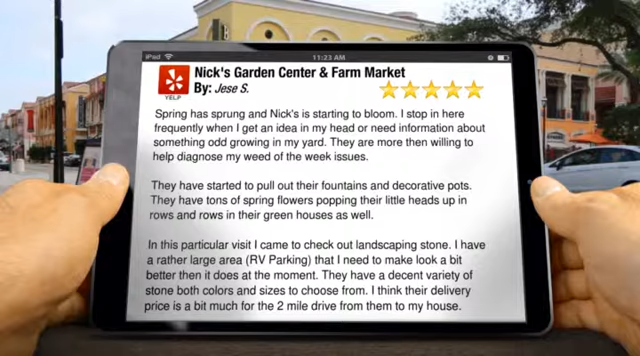 iPad
11:23 AM
YELP
Nick's Garden Center & Farm Market
By: Jese S.
Spring has sprung and Nick's is starting to bloom. I stop in here
frequently when I get an idea in my head or need information about
something odd growing in my yard. They are more then willing to
help diagnose my weed of the week issues.
They have started to pull out their fountains and decorative pots.
They have tons of spring flowers popping their little heads up in
rows and rows in their green houses as well.
In this particular visit I came to check out landscaping stone. I have
a rather large area (RV Parking) that I need to make look a bit
better then it does at the moment. They have a decent variety of
stone both colors and sizes to choose from. I think their delivery
price is a bit much for the 2 mile drive from them to my house.